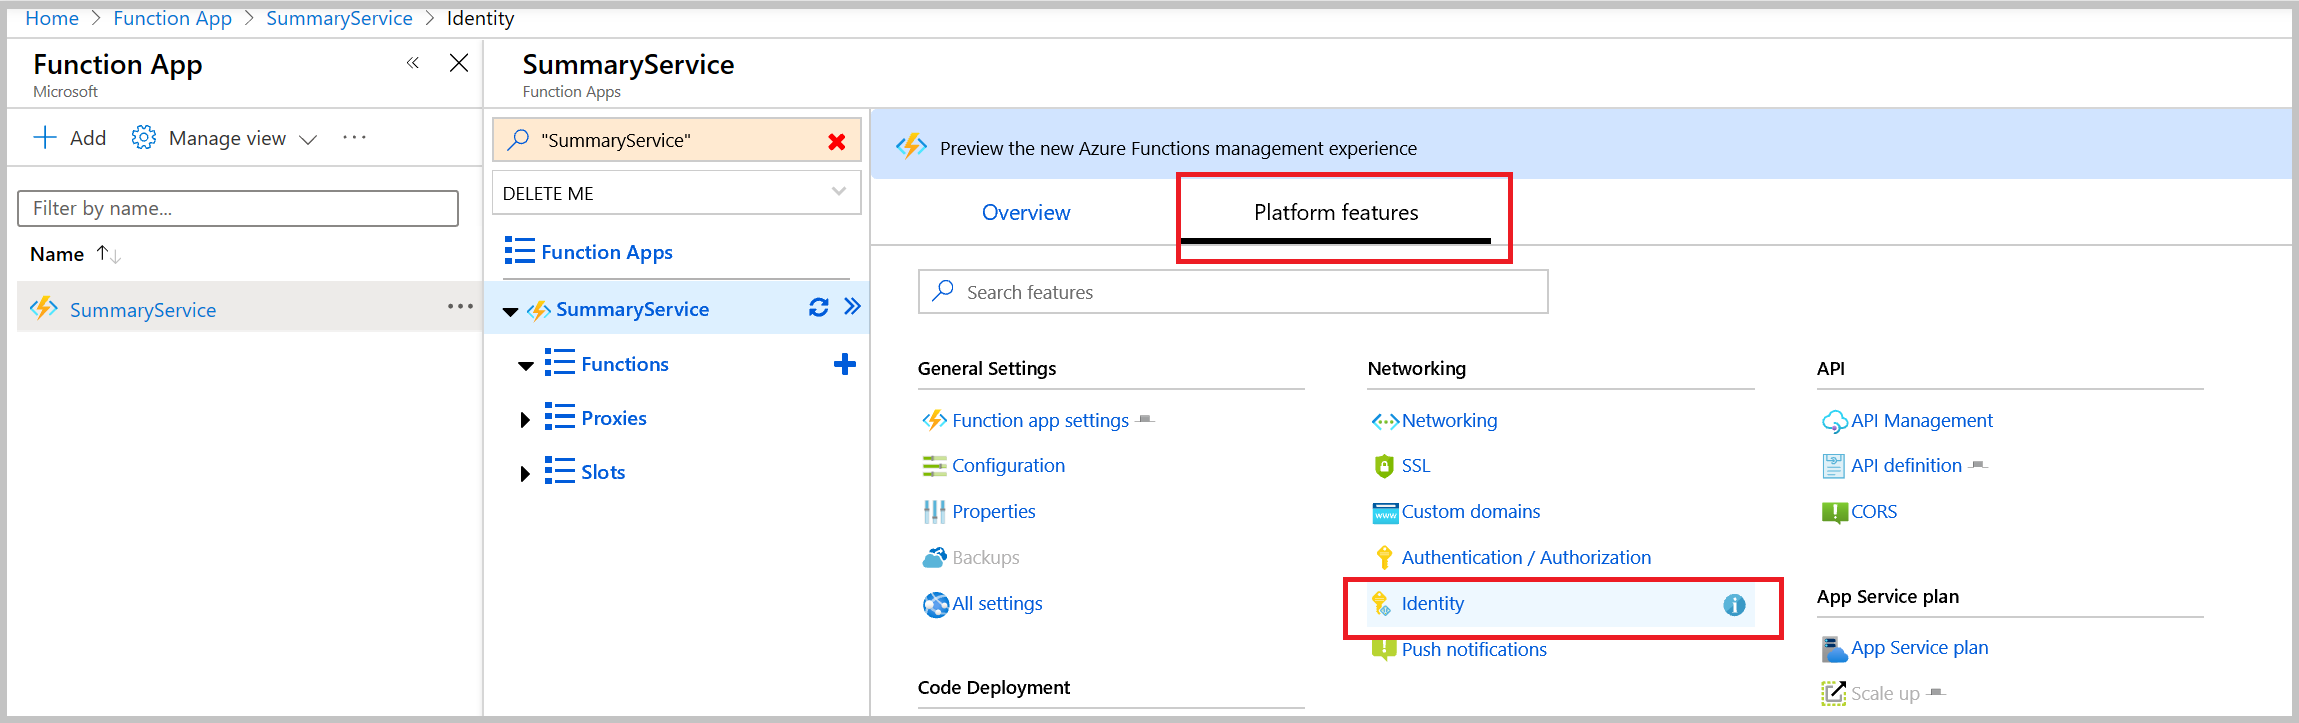 Home > Function App > SummaryService > Identity
Function App
Microsoft
Add Manage view
Filter by name...
Name
SummaryService
SummaryService
Function Apps
"SummaryService"
DELETE ME
Function Apps
SummaryService
Functions
Proxies
Slots
Preview the new Azure Functions management experience
Overview
Platform features
Search features
General Settings
Function app settings
Configuration
Properties
Backups
All settings
Code Deployment
Networking
Networking
SSL
www
Custom domains
Authentication / Authorization
Identity
Push notifications
API
API Management
API definition
CORS
App Service plan
App Service plan
Scale up